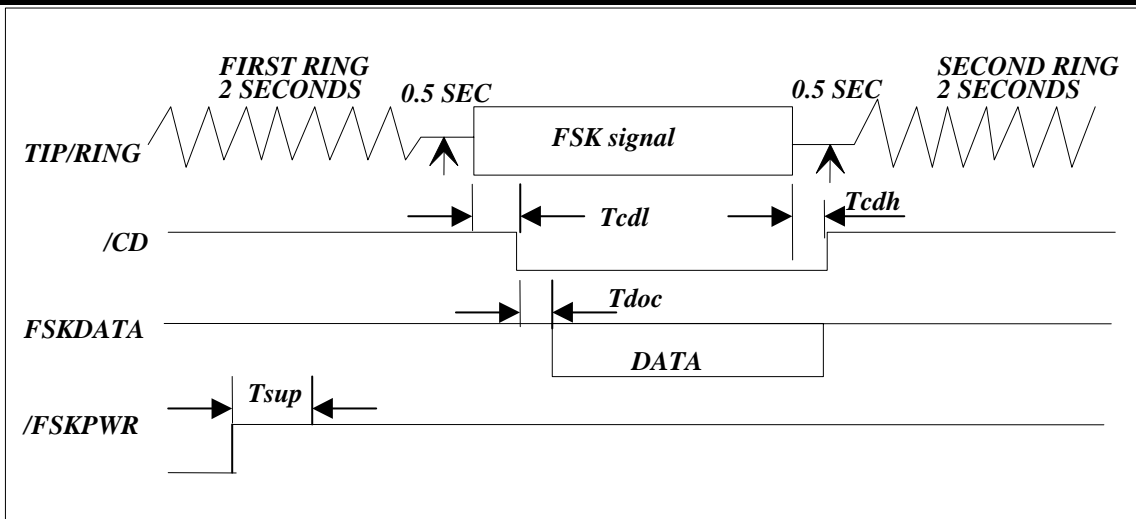 FIRST RING
2 SECONDS
0.5 SEC
0.5 SEC
SECOND RING
2 SECONDS
TIP/RING
FSK signal
Tcdl
Tcdh
/CD
Tdoc
FSKDATA
DATA
Tsup
/FSKPWR